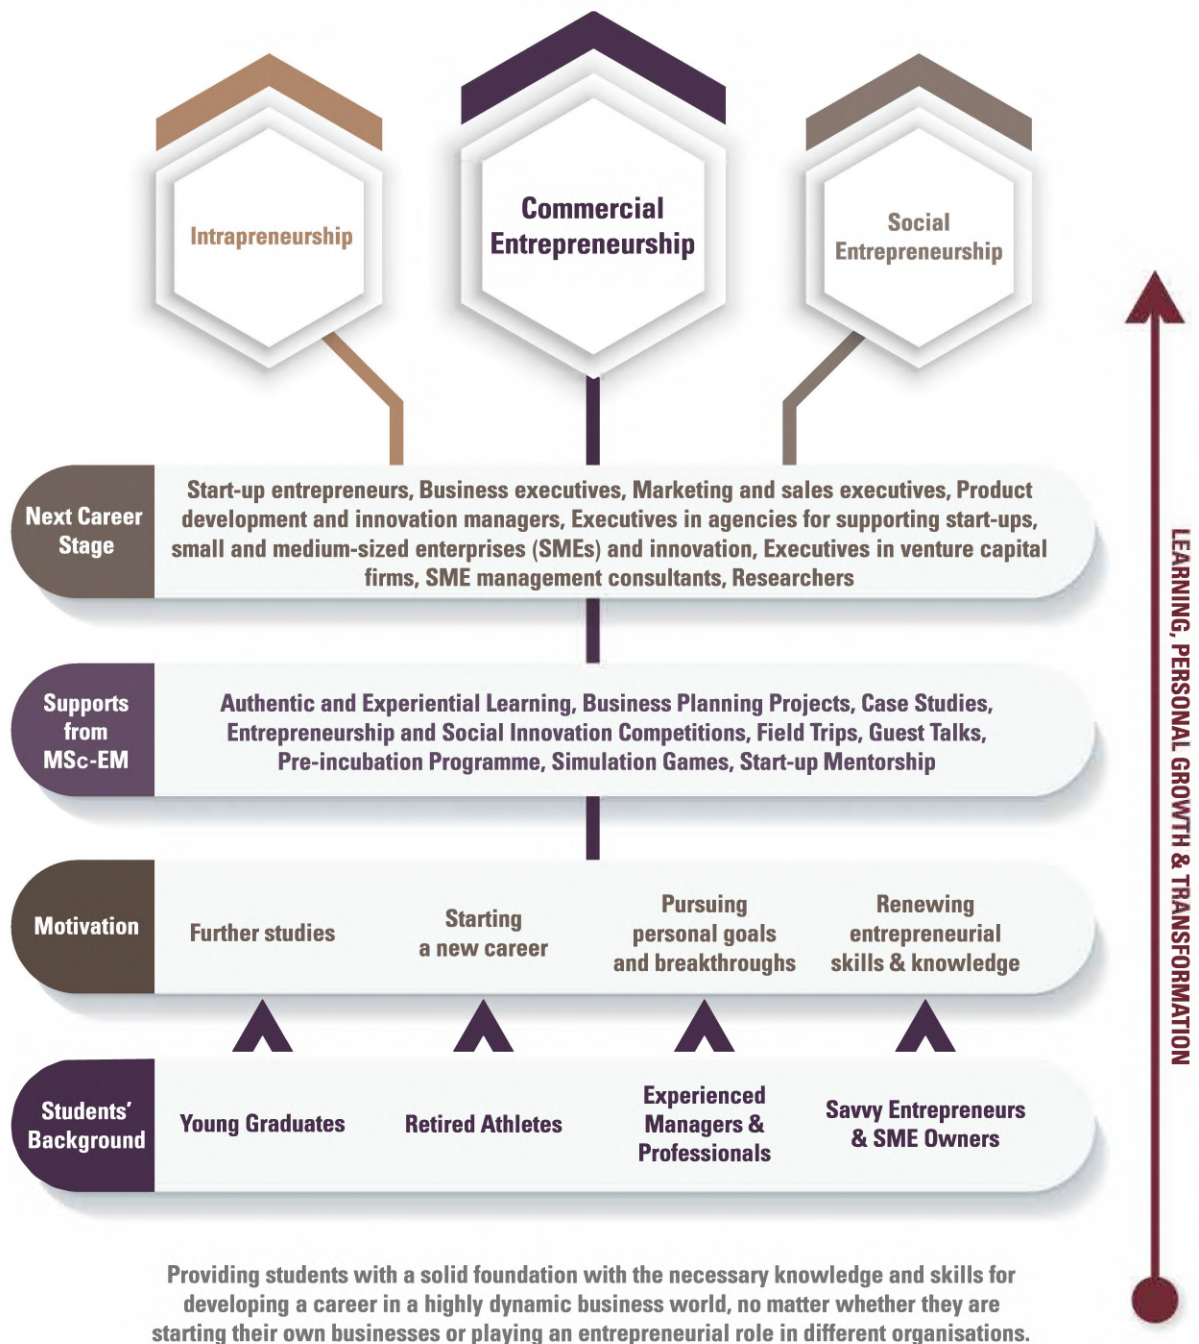 Intrapreneurship
Commercial
Entrepreneurship
Social
Entrepreneurship
Next Career
Stage
Start-up entrepreneurs, Business executives, Marketing and sales executives, Product
development and innovation managers, Executives in agencies for supporting start-ups,
small and medium-sized enterprises (SMEs) and innovation, Executives in venture capital
firms, SME management consultants, Researchers
Supports
from
MSc-EM
Authentic and Experiential Learning, Business Planning Projects, Case Studies,
Entrepreneurship and Social Innovation Competitions, Field Trips, Guest Talks,
Pre-incubation Programme, Simulation Games, Start-up Mentorship
Motivation
Further studies
Starting
a new career
Pursuing
personal goals
and breakthroughs
Renewing
entrepreneurial
skills & knowledge
Students'
Background
Young Graduates
Retired Athletes
Experienced
Managers &
Professionals
Savvy Entrepreneurs
& SME Owners
LEARNING, PERSONAL GROWTH & TRANSFORMATION
Providing students with a solid foundation with the necessary knowledge and skills for
developing a career in a highly dynamic business world, no matter whether they are
starting their own businesses or playing an entrepreneurial role in different organisations.